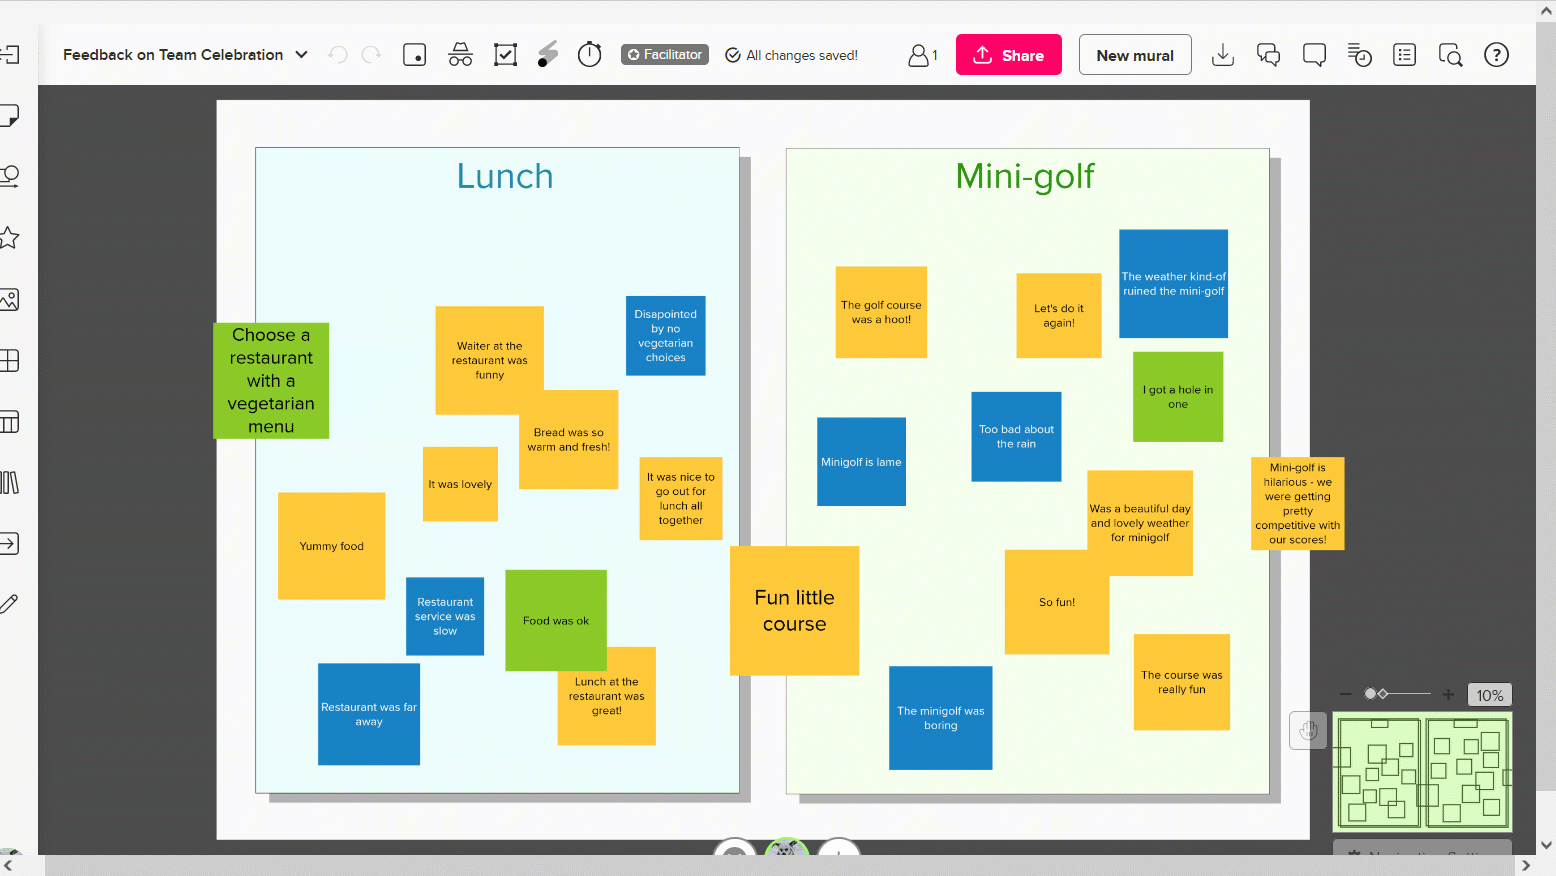 Feedback on Team Celebration
Facilitator
All changes saved!
1
Share
New mural
Lunch
Mini-golf
Choose a
restaurant
with a
vegetarian
menu
Waiter at the
restaurant was
funny
Disapointed
by no
vegetarian
choices
Bread was so
warm and fresh!
It was lovely
It was nice to
go out for
lunch all
together
Yummy food
Restaurant
service was
slow
Food was ok
Restaurant was far
away
Lunch at the
restaurant was
great!
The golf course
was a hoot!
Let's do it
again!
The weather kind-of
ruined the mini-golf
I got a hole in
one
Minigolf is lame
Too bad about
the rain
Was a beautiful day
and lovely weather
for minigolf
Mini-golf is
hilarious - we
were getting
pretty
competitive with
our scores!
Fun little
course
So fun!
The course was
really fun
The minigolf was
boring
10%